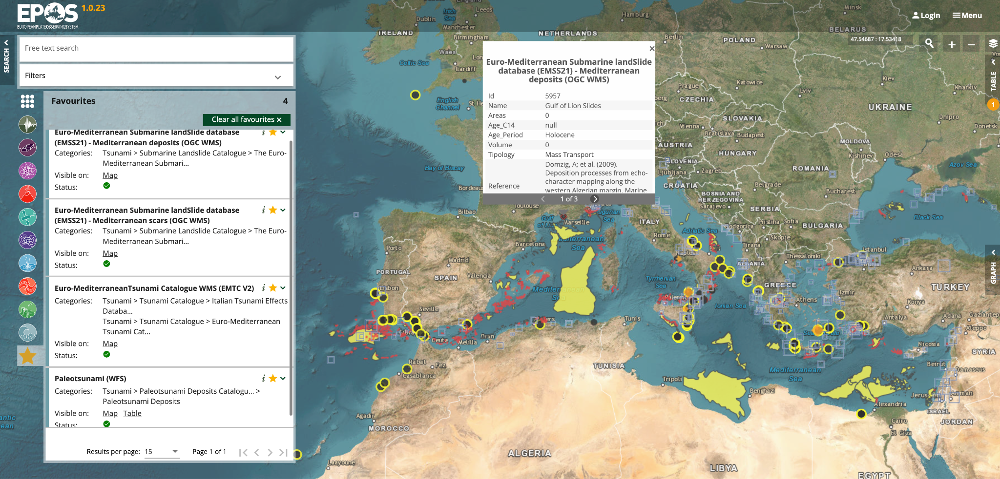 EPOS 1.0.23
EUROPEANPLATEOBSERVINGSYSTEM
Login
Menu
SEARCH
Free text search
Filters
Favourites
4
Clear all favourites ×
Euro-Mediterranean Submarine landSlide database
(EMSS21) - Mediterranean deposits (OGC WMS)
Categories: Tsunami > Submarine Landslide Catalogue > The Euro-
Mediterranean Submari...
Visible on: Map
Status:
Euro-Mediterranean Submarine landSlide database
(EMSS21) - Mediterranean scars (OGC WMS)
Categories: Tsunami > Submarine Landslide Catalogue > The Euro-
Mediterranean Submari...
Visible on: Map
Status:
Euro-MediterraneanTsunami Catalogue WMS (EMTC V2)
Categories: Tsunami > Tsunami Catalogue > Italian Tsunami Effects
Databa...
Tsunami > Tsunami Catalogue > Euro-Mediterranean
Tsunami Cat...
Visible on: Map
Status:
Paleotsunami (WFS)
Categories: Tsunami > Paleotsunami Deposits Catalogu... >
Paleotsunami Deposits
Visible on: Map Table
Status:
Results per page: 15
Page 1 of 1
47.54687 : 17.53418
TABLE
1
GRAPH
Euro-Mediterranean Submarine landSlide
database (EMSS21) - Mediterranean
deposits (OGC WMS)
Id 5957
Name Gulf of Lion Slides
Areas 0
Age_C14 null
Age_Period Holocene
Volume 0
Tipology Mass Transport
Reference Domzig, A; et al. (2009).
Deposition processes from echo-
character mapping along the
western Algerian margin. Marine
1 of 3
Irish
Sea
Leeds
Dublin
Manchester
IRELAND
Birmingham
Wales
Celtic Sea
Cardiff
English
Channel
Hamburg
NETHERLANDS
Berlin
POLAND
Warsaw
Minsk
BELARUS
Prague
CZECHIA
Katowice
Lviv
Kiev
Kharkiv
UKRAINE
Dnipro
Donetsk
SLOVAKIA
Vienna
Bratislava
Budapest
AUSTRIA
HUNGARY
MOLDOVA
Kishinev
Odesa
Azov Sea
SLOVENIA
Ljubljana
Zagreb
ROMANIA
CROATIA
Belgrade
Bucharest
BOSNIA AND
HERZEGOVINA
Sarajevo
SERBIA
Black Sea
Bay of Biscay
Toulouse
Bilbao
Gulf
Marseille
Ligurian
Sea
ITALY
Rome
Adriatic Sea
Podgorica
Pristina
Sofia
BULGARIA
Skopje
Tirana
Naples
Barcelona
Sea
Porto
Madrid
PORTUGAL
SPAIN
Valencia
Lisbon
Seville
Thessaloniki
Istanbul
ALBANIA
Ankara
Tyrrhenian
Sea
GREECE
TURKEY
Mediterranean
Sea
Palermo
Ionian Sea
Athens
Izmir
Konya
Ceuta
Melilla
Oran
Tunis
Antalya
Adana
Gaziantep
Aleppo
Nicosia
SYRIA
Rabat
Fez
Casablanca
TUNISIA
Tripoli
Benghazi
Mediterranean
Sea
Beirut
Damascus
Amman
Alexandria
ISRAEL
JORDAN
Cairo
El Giza
Agadir
MOROCCO
ALGERIA
LIBYA
EGYPT
Laayoune